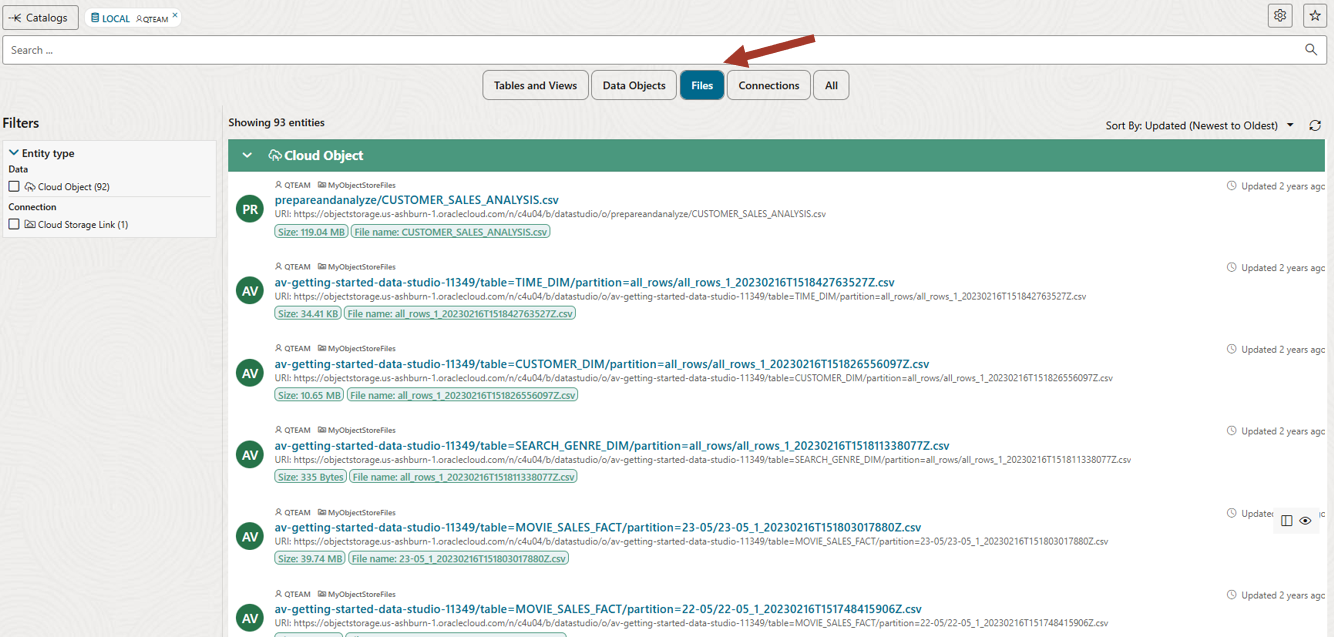 Catalogs
LOCAL QTEAM ×
Search ...
Tables and Views
Data Objects
Files
Connections
All
Filters
Showing 93 entities
Sort By: Updated (Newest to Oldest)
Entity type
Data
Cloud Object (92)
Connection
Cloud Storage Link (1)
Cloud Object
QTEAM MyObjectStoreFiles
Updated 2 years ago
PR
prepareandanalyze/CUSTOMER_SALES_ANALYSIS.csv
URI: https://objectstorage.us-ashburn-1.oraclecloud.com/n/c4u04/b/datastudio/o/prepareandanalyze/CUSTOMER_SALES_ANALYSIS.csv
Size: 119.04 MB File name: CUSTOMER_SALES_ANALYSIS.csv
QTEAM MyObjectStoreFiles
Updated 2 years ago
AV
av-getting-started-data-studio-11349/table=TIME_DIM/partition=all_rows/all_rows_1_20230216T151842763527Z.csv
URI: https://objectstorage.us-ashburn-1.oraclecloud.com/n/c4u04/b/datastudio/o/av-getting-started-data-studio-11349/table=TIME_DIM/partition=all_rows/all_rows_1_20230216T151842763527Z.csv
Size: 34.41 KB File name: all_rows_1_20230216T151842763527Z.csv
QTEAM MyObjectStoreFiles
Updated 2 years ago
AV
av-getting-started-data-studio-11349/table=CUSTOMER_DIM/partition=all_rows/all_rows_1_20230216T151826556097Z.csv
URI: https://objectstorage.us-ashburn-1.oraclecloud.com/n/c4u04/b/datastudio/o/av-getting-started-data-studio-11349/table=CUSTOMER_DIM/partition=all_rows/all_rows_1_20230216T151826556097Z.csv
Size: 10.65 MB File name: all_rows_1_20230216T151826556097Z.csv
QTEAM MyObjectStoreFiles
Updated 2 years ago
AV
av-getting-started-data-studio-11349/table=SEARCH_GENRE_DIM/partition=all_rows/all_rows_1_20230216T151811338077Z.csv
URI: https://objectstorage.us-ashburn-1.oraclecloud.com/n/c4u04/b/datastudio/o/av-getting-started-data-studio-11349/table=SEARCH_GENRE_DIM/partition=all_rows/all_rows_1_20230216T151811338077Z.csv
Size: 335 Bytes File name: all_rows_1_20230216T151811338077Z.csv
QTEAM MyObjectStoreFiles
AV
av-getting-started-data-studio-11349/table=MOVIE_SALES_FACT/partition=23-05/23-05_1_20230216T151803017880Z.csv
URI: https://objectstorage.us-ashburn-1.oraclecloud.com/n/c4u04/b/datastudio/o/av-getting-started-data-studio-11349/table=MOVIE_SALES_FACT/partition=23-05/23-05_1_20230216T151803017880Z.csv
Size: 39.74 MB File name: 23-05_1_20230216T151803017880Z.csv
QTEAM MyObjectStoreFiles
Updated 2 years ago
AV
av-getting-started-data-studio-11349/table=MOVIE_SALES_FACT/partition=22-05/22-05_1_20230216T151748415906Z.csv
URI: https://objectstorage.us-ashburn-1.oraclecloud.com/n/c4u04/b/datastudio/o/av-getting-started-data-studio-11349/table=MOVIE_SALES_FACT/partition=22-05/22-05_1_20230216T151748415906Z.csv